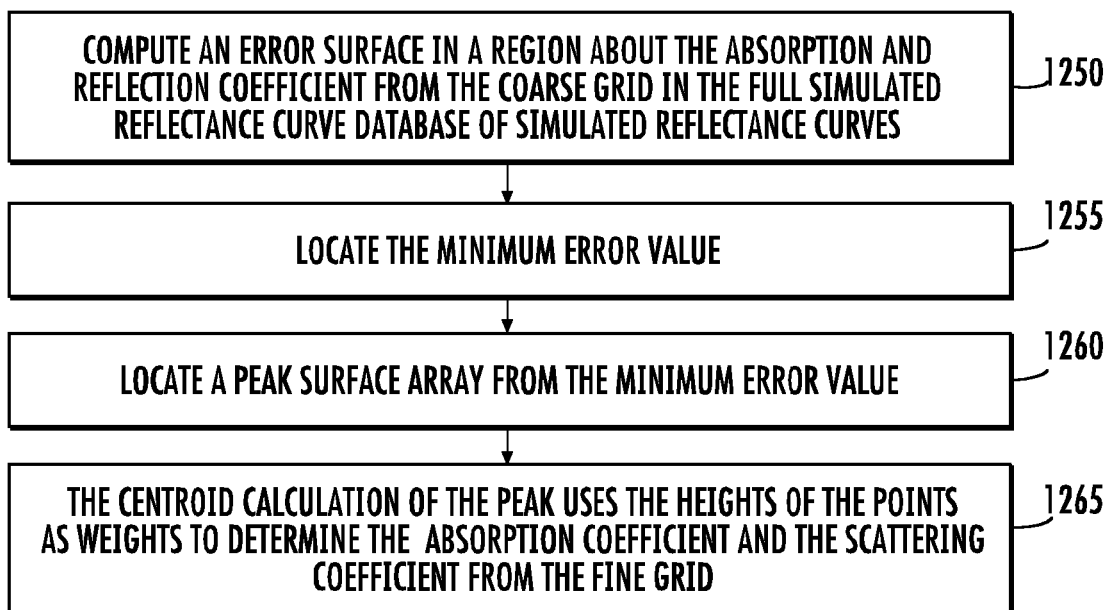 COMPUTE AN ERROR SURFACE IN A REGION ABOUT THE ABSORPTION AND
REFLECTION COEFFICIENT FROM THE COARSE GRID IN THE FULL SIMULATED
REFLECTANCE CURVE DATABASE OF SIMULATED REFLECTANCE CURVES
1250
LOCATE THE MINIMUM ERROR VALUE
1255
LOCATE A PEAK SURFACE ARRAY FROM THE MINIMUM ERROR VALUE
1260
THE CENTROID CALCULATION OF THE PEAK USES THE HEIGHTS OF THE POINTS
AS WEIGHTS TO DETERMINE THE ABSORPTION COEFFICIENT AND THE SCATTERING
COEFFICIENT FROM THE FINE GRID
1265